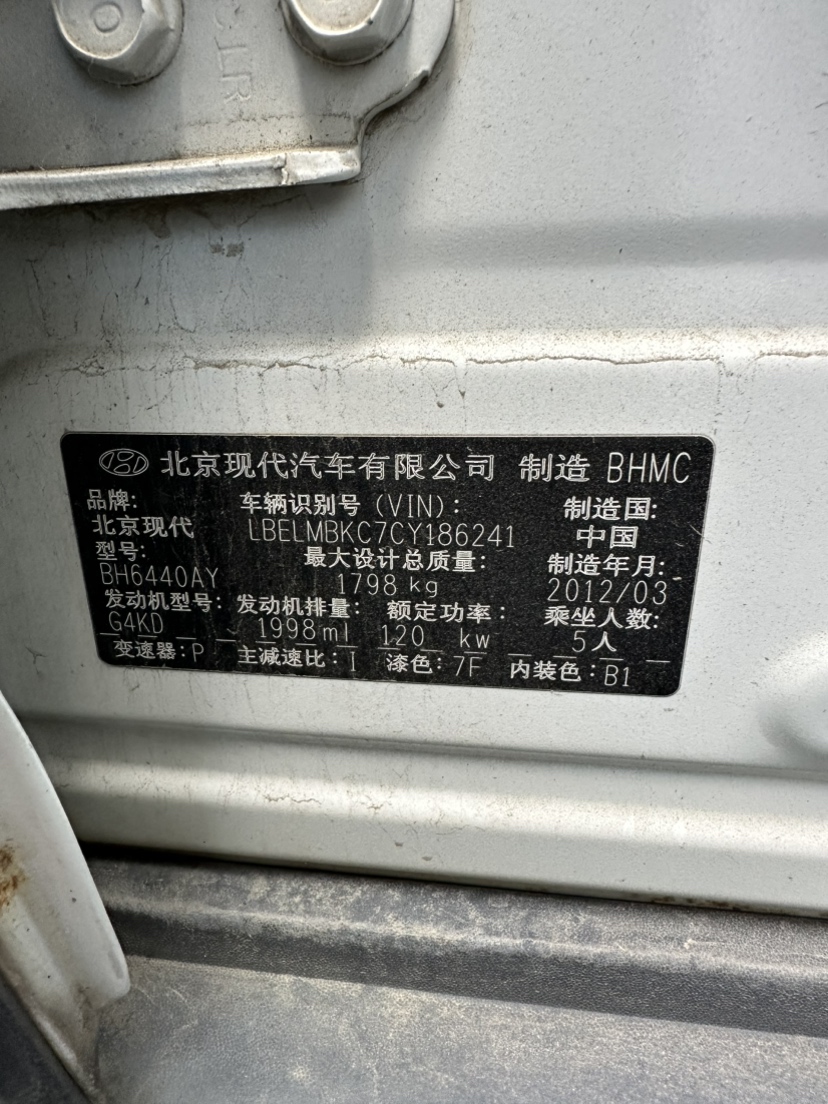 CLR
北京现代汽车有限公司 制造 BHMC
品牌: 车辆识别号 (VIN): 制造国:
北京现代 LBELMBKC7CY186241 中国
型号: 最大设计总质量: 制造年月:
BH6440AY 1798 kg 2012/03
发动机型号: 发动机排量: 额定功率: 乘坐人数:
G4KD 1998ml 120 kw 5人
变速器:P 主减速比:I 漆色:7F 内装色:B1